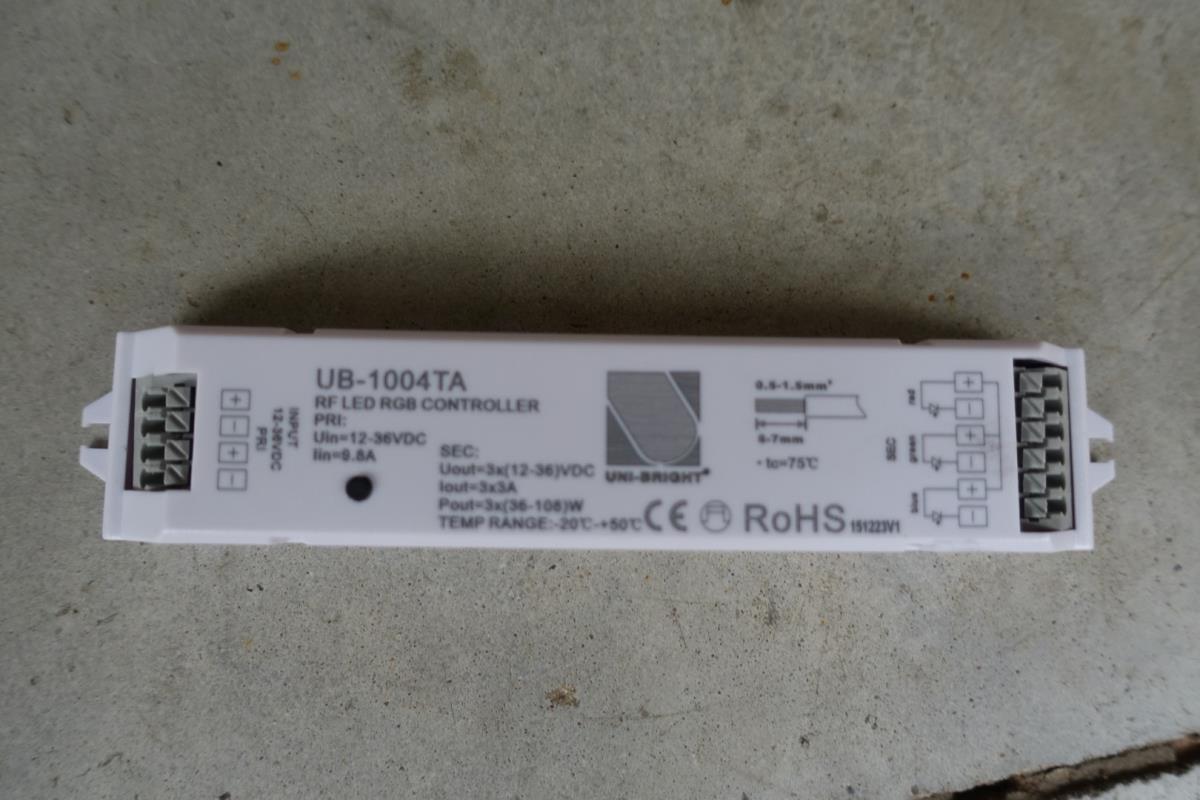 UB-1004TA
RF LED RGB CONTROLLER
PRI:
Uin=12-36VDC
Iin=9.8A
INPUT
12-36VDC
PRI
+
-
+
-
SEC:
Uout=3x(12-36)VDC
Iout=3x3A
Pout=3x(36-108)W
TEMP RANGE:-20℃-+50℃
UNI-BRIGHT®
0.5-1.5mm²
6-7mm
• tc=75℃
CE RoHS 151223V1
SEC
red
green
blue
+
-
+
-
+
-